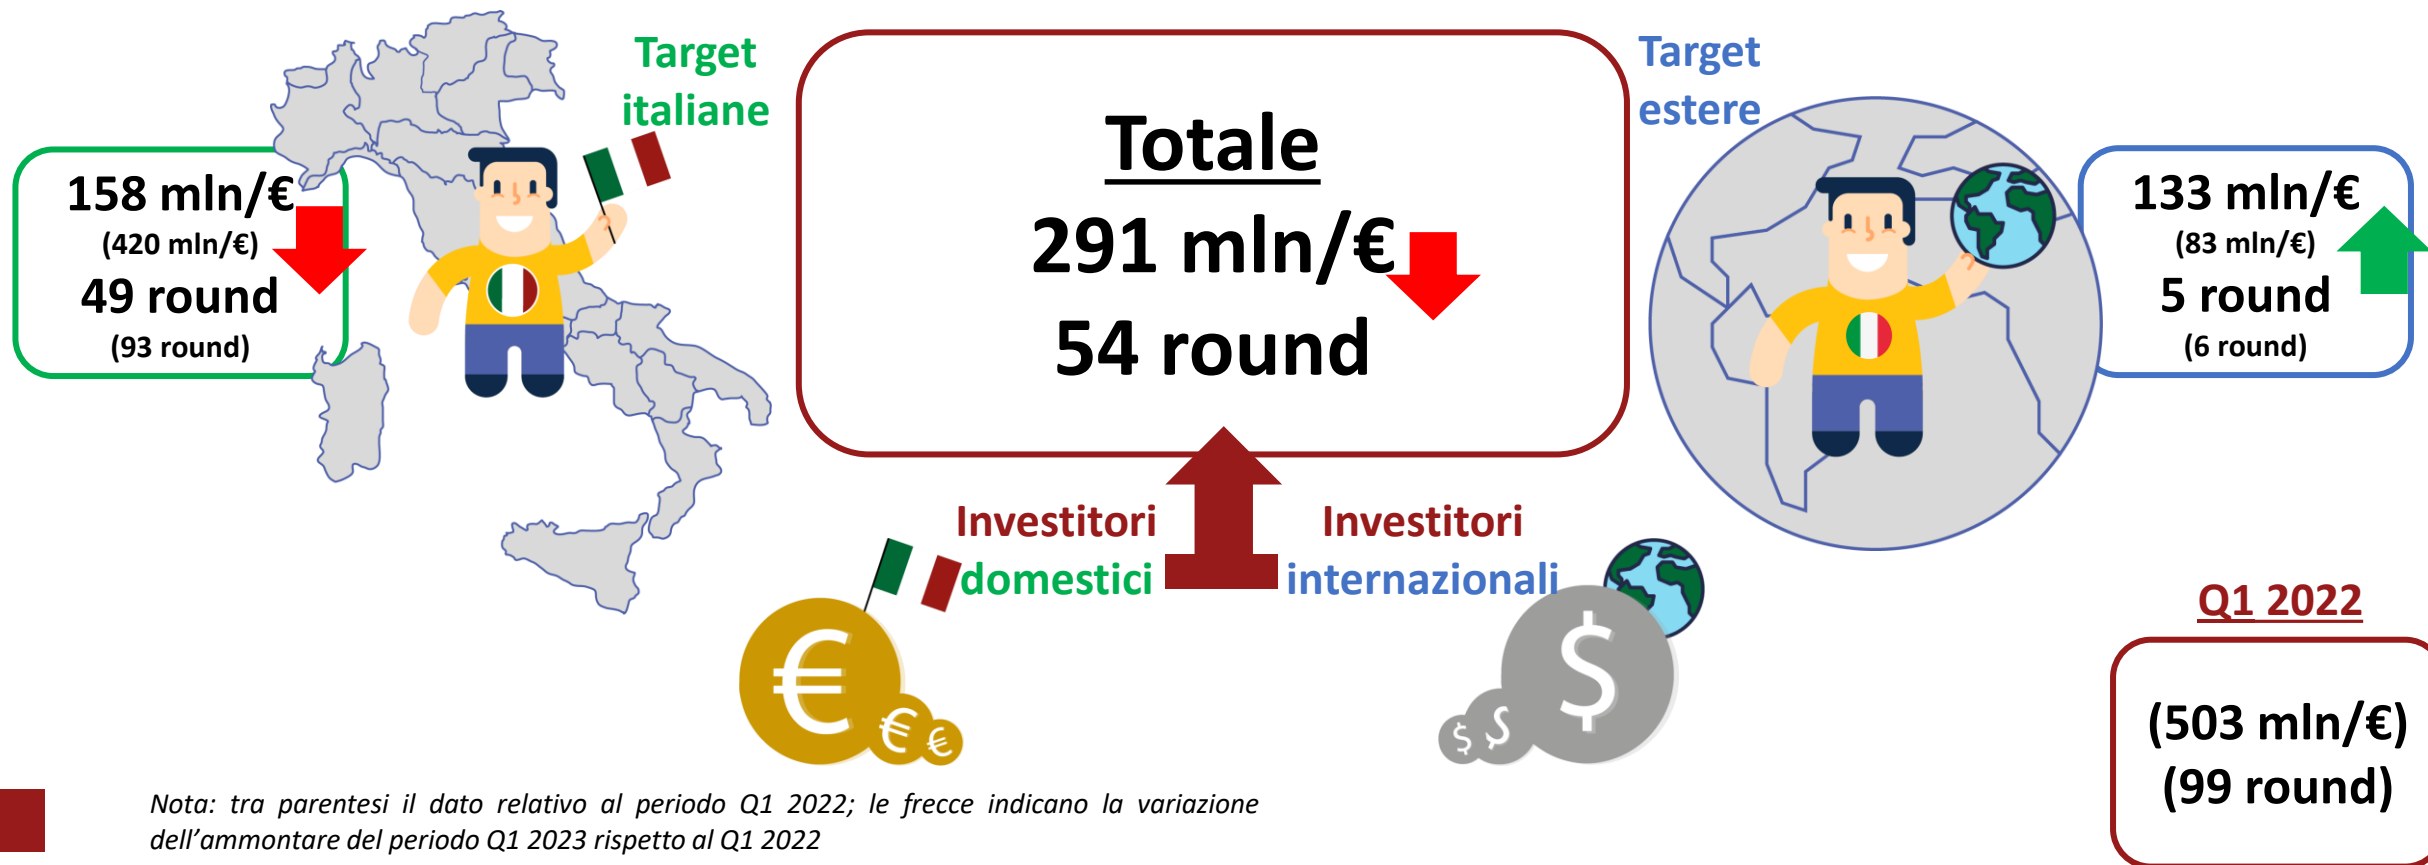 Target
italiane
158 mln/€
(420 mln/€)
49 round
(93 round)
Totale
291 mln/€
54 round
Target
estere
133 mln/€
(83 mln/€)
5 round
(6 round)
Investitori
domestici
Investitori
internazionali
€
€
€
$
$
$
Q1 2022
(503 mln/€)
(99 round)
Nota: tra parentesi il dato relativo al periodo Q1 2022; le frecce indicano la variazione
dell’ammontare del periodo Q1 2023 rispetto al Q1 2022